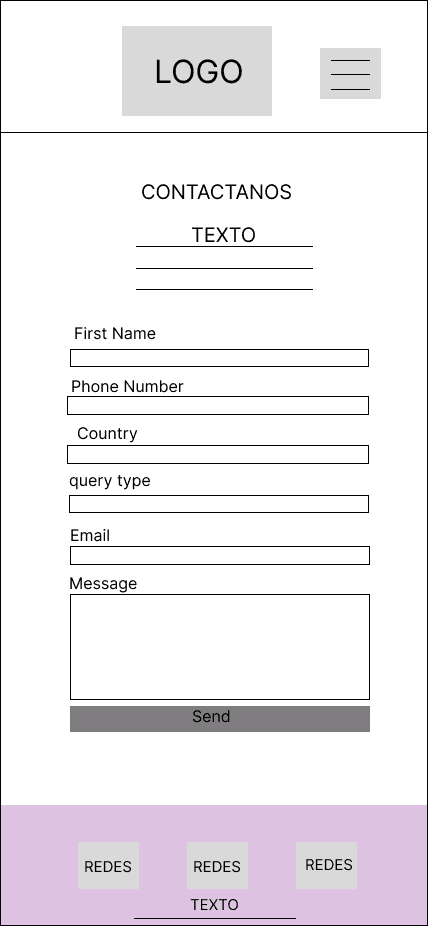 LOGO
CONTACTANOS
TEXTO
First Name
Phone Number
Country
query type
Email
Message
Send
REDES REDES REDES
TEXTO